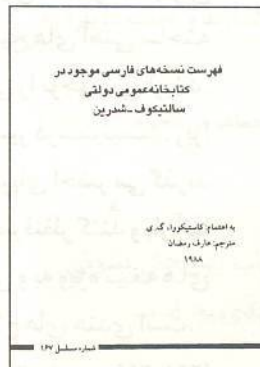 فهرست نسخه‌های فارسی موجود در
کتابخانه عمومی دولتی
سالتیکوف ـ شدرین
به اهتمام: کاستیکورا، گ. ی
مترجم: عارف رمضان
۱۹۸۸
شماره مسلسل ۱۶۷